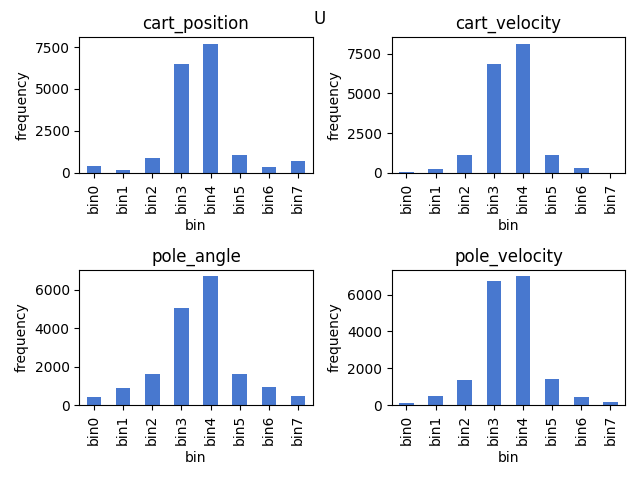 U
cart_position
frequency
7500
5000
2500
0
bin0 bin1 bin2 bin3 bin4 bin5 bin6 bin7
bin
cart_velocity
frequency
7500
5000
2500
0
bin0 bin1 bin2 bin3 bin4 bin5 bin6 bin7
bin
pole_angle
frequency
6000
4000
2000
0
bin0 bin1 bin2 bin3 bin4 bin5 bin6 bin7
bin
pole_velocity
frequency
6000
4000
2000
0
bin0 bin1 bin2 bin3 bin4 bin5 bin6 bin7
bin